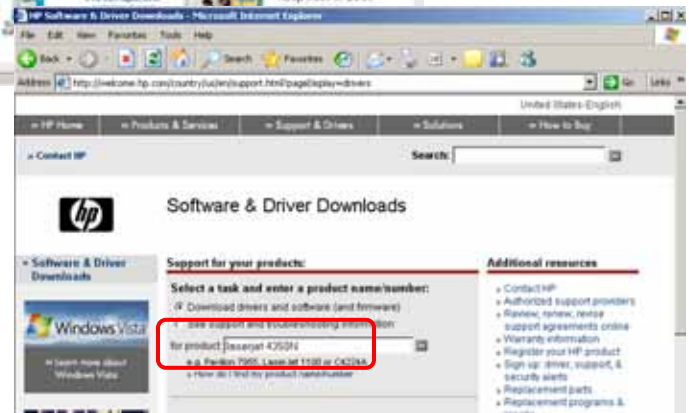 HP Software & Driver Downloads - Microsoft Internet Explorer
File Edit View Favorites Tools Help
Back Search Favorites
Address http://welcome.hp.com/country/us/en/support.html?pageDisplay=drivers Go Links
United States-English
» HP Home » Products & Services » Support & Drivers » Solutions » How to Buy
» Contact HP Search:
hp
Software & Driver Downloads
» Software & Driver Downloads
Support for your products:
Select a task and enter a product name/number:
Download drivers and software (and firmware)
See support and troubleshooting information
for product: laserjet 4350N
e.g. Pavilion 7955, LaserJet 1100 or C4224A
» How do I find my product name/number
Windows Vista
» Learn more about Windows Vista
Additional resources
» Contact HP
» Authorized support providers
» Review, renew, revise support agreements online
» Warranty information
» Register your HP product
» Sign up: driver, support, & security alerts
» Replacement parts
» Replacement programs &